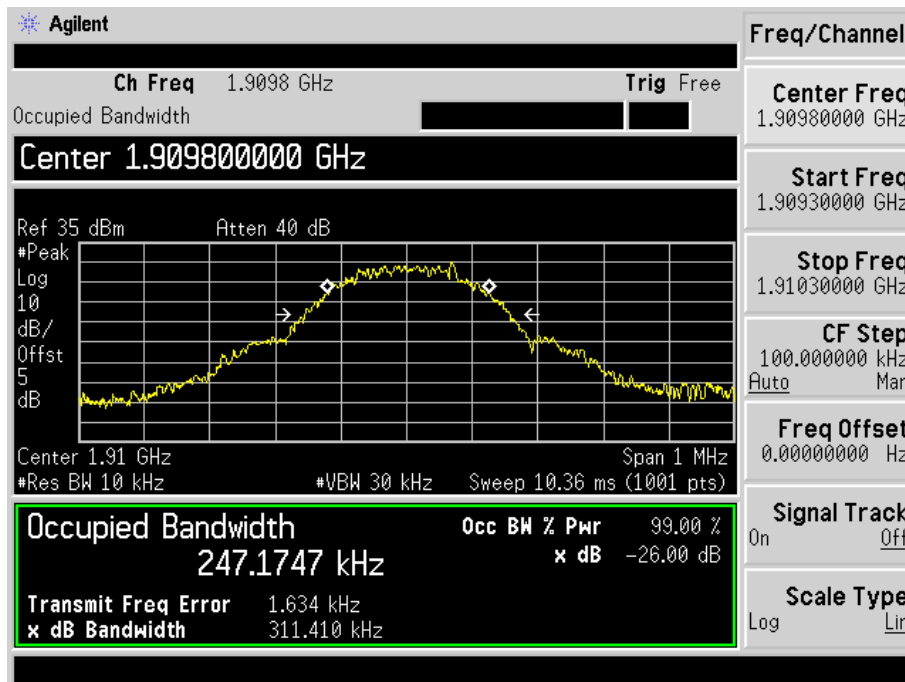 Agilent
Freq/Channel
Ch Freq 1.9098 GHz Trig Free
Occupied Bandwidth
Center 1.909800000 GHz
Center Freq
1.90980000 GHz
Start Freq
1.90930000 GHz
Stop Freq
1.91030000 GHz
CF Step
100.000000 kHz
Auto Man
Freq Offset
0.00000000 Hz
Signal Track
On Off
Scale Type
Log Lin
Ref 35 dBm Atten 40 dB
#Peak
Log
10
dB/
Offst
5
dB
Center 1.91 GHz Span 1 MHz
#Res BW 10 kHz #VBW 30 kHz Sweep 10.36 ms (1001 pts)
Occupied Bandwidth Occ BW % Pwr 99.00 %
247.1747 kHz x dB -26.00 dB
Transmit Freq Error 1.634 kHz
x dB Bandwidth 311.410 kHz